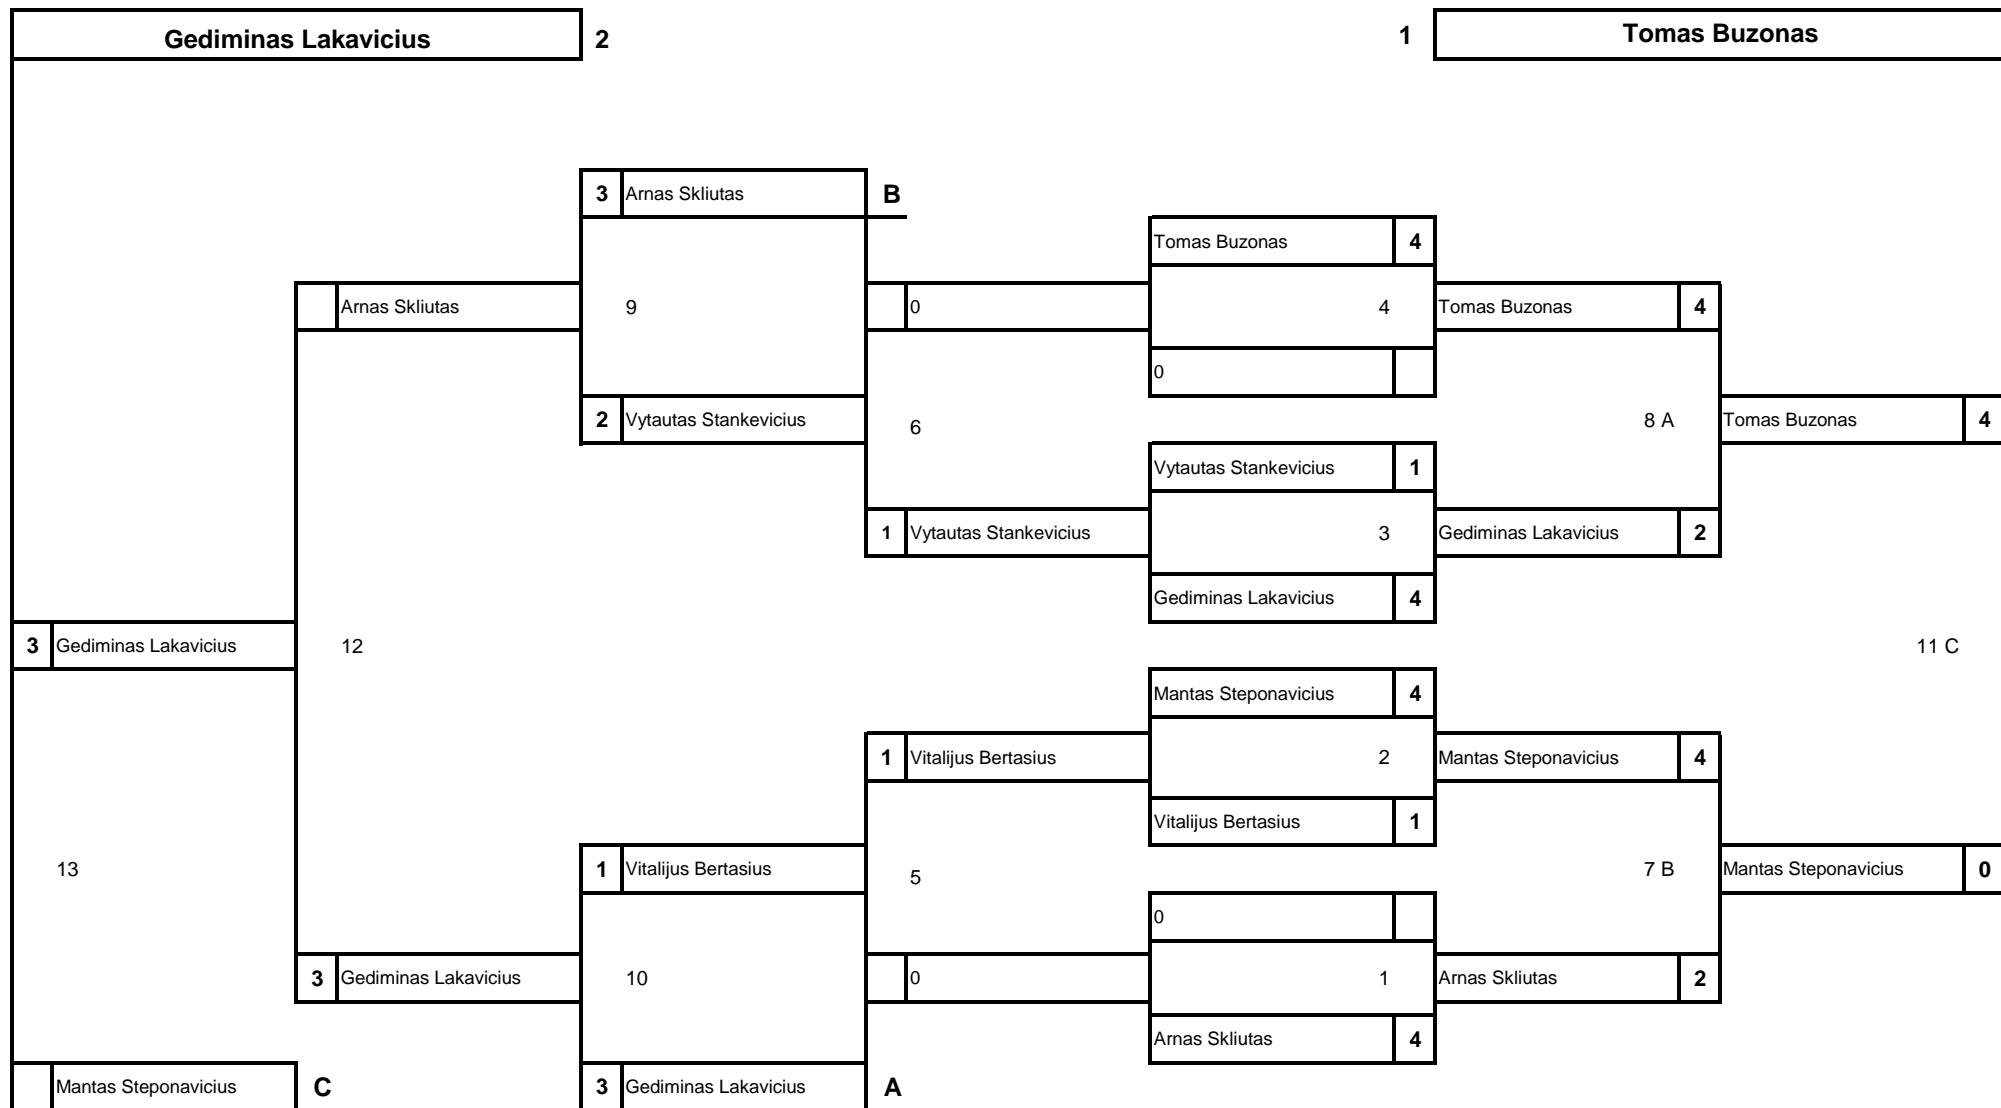 Gediminas Lakavicius 2 1 Tomas Buzonas
3 Arnas Skliutas B
Tomas Buzonas 4
Arnas Skliutas 9 0 4 Tomas Buzonas 4
0
2 Vytautas Stankevicius 6 8 A Tomas Buzonas 4
Vytautas Stankevicius 1
1 Vytautas Stankevicius 3 Gediminas Lakavicius 2
Gediminas Lakavicius 4
3 Gediminas Lakavicius 12 11 C
Mantas Steponavicius 4
1 Vitalijus Bertasius 2 Mantas Steponavicius 4
Vitalijus Bertasius 1
13 1 Vitalijus Bertasius 5 7 B Mantas Steponavicius 0
0
3 Gediminas Lakavicius 10 0 1 Arnas Skliutas 2
Arnas Skliutas 4
Mantas Steponavicius C 3 Gediminas Lakavicius A